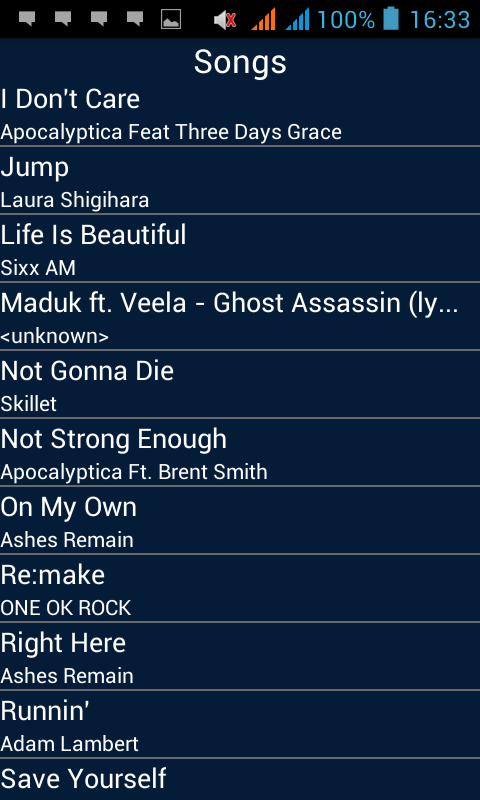 100% 16:33
Songs
I Don't Care
Apocalyptica Feat Three Days Grace
Jump
Laura Shigihara
Life Is Beautiful
Sixx AM
Maduk ft. Veela - Ghost Assassin (ly...
<unknown>
Not Gonna Die
Skillet
Not Strong Enough
Apocalyptica Ft. Brent Smith
On My Own
Ashes Remain
Re:make
ONE OK ROCK
Right Here
Ashes Remain
Runnin'
Adam Lambert
Save Yourself